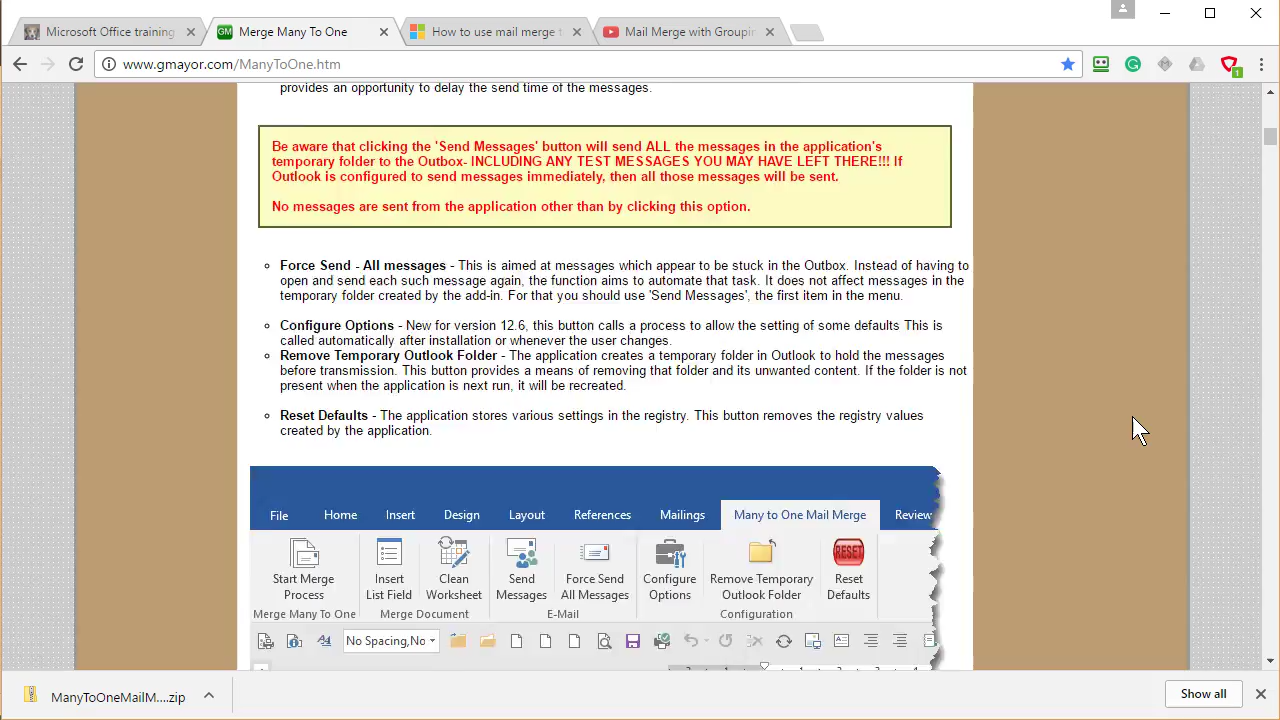 Microsoft Office training
Merge Many To One
How to use mail merge t
Mail Merge with Groupin
www.gmayor.com/ManyToOne.htm
1
provides an opportunity to delay the send time of the messages.
Be aware that clicking the 'Send Messages' button will send ALL the messages in the application's
temporary folder to the Outbox- INCLUDING ANY TEST MESSAGES YOU MAY HAVE LEFT THERE!!! If
Outlook is configured to send messages immediately, then all those messages will be sent.
No messages are sent from the application other than by clicking this option.
Force Send - All messages - This is aimed at messages which appear to be stuck in the Outbox. Instead of having to
open and send each such message again, the function aims to automate that task. It does not affect messages in the
temporary folder created by the add-in. For that you should use 'Send Messages', the first item in the menu.
Configure Options - New for version 12.6, this button calls a process to allow the setting of some defaults This is
called automatically after installation or whenever the user changes.
Remove Temporary Outlook Folder - The application creates a temporary folder in Outlook to hold the messages
before transmission. This button provides a means of removing that folder and its unwanted content. If the folder is not
present when the application is next run, it will be recreated.
Reset Defaults - The application stores various settings in the registry. This button removes the registry values
created by the application.
File Home Insert Design Layout References Mailings Many to One Mail Merge Review
RESET
Start Merge Insert Clean Send Force Send Configure Remove Temporary Reset
Process List Field Worksheet Messages All Messages Options Outlook Folder Defaults
Merge Many To One Merge Document E-Mail Configuration
No Spacing,No
ManyToOneMailM....zip
Show all